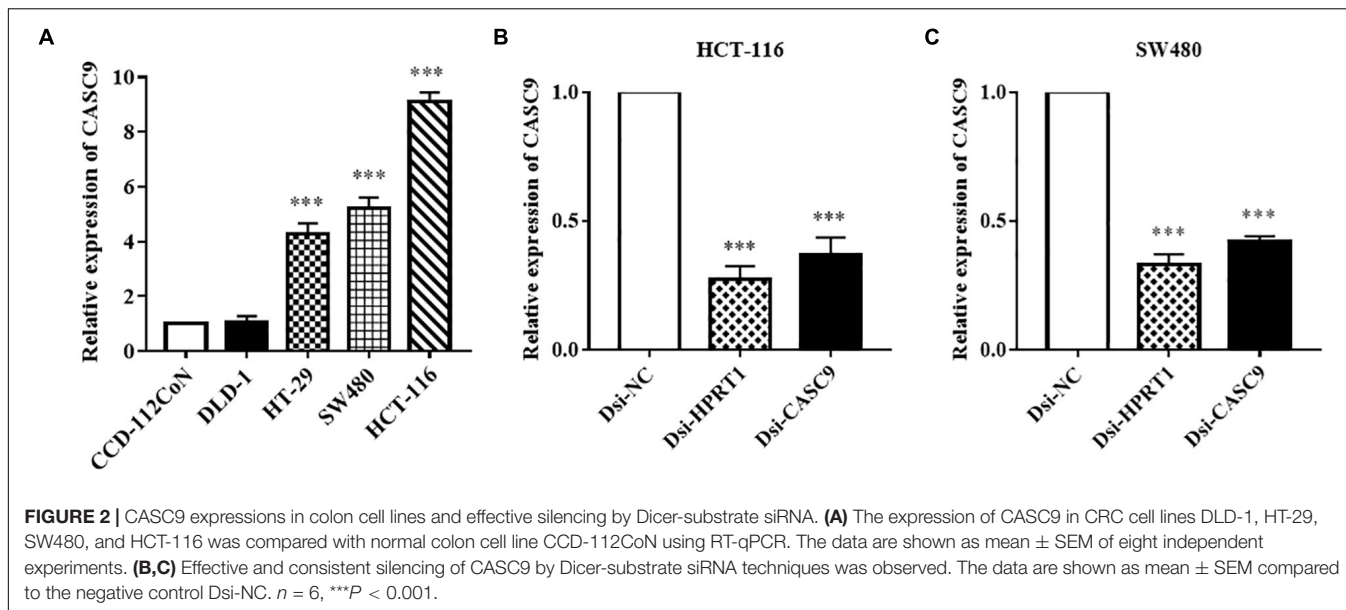 A
Relative expression of CASC9
10
8
6
4
2
0
***
***
***
CCD-112CoN
DLD-1
HT-29
SW480
HCT-116
B
HCT-116
Relative expression of CASC9
1.0
0.5
0.0
***
***
Dsi-NC
Dsi-HPRT1
Dsi-CASC9
C
SW480
Relative expression of CASC9
1.0
0.5
0.0
***
***
Dsi-NC
Dsi-HPRT1
Dsi-CASC9
FIGURE 2 | CASC9 expressions in colon cell lines and effective silencing by Dicer-substrate siRNA. (A) The expression of CASC9 in CRC cell lines DLD-1, HT-29,
SW480, and HCT-116 was compared with normal colon cell line CCD-112CoN using RT-qPCR. The data are shown as mean ± SEM of eight independent
experiments. (B,C) Effective and consistent silencing of CASC9 by Dicer-substrate siRNA techniques was observed. The data are shown as mean ± SEM compared
to the negative control Dsi-NC. n = 6, ***P < 0.001.